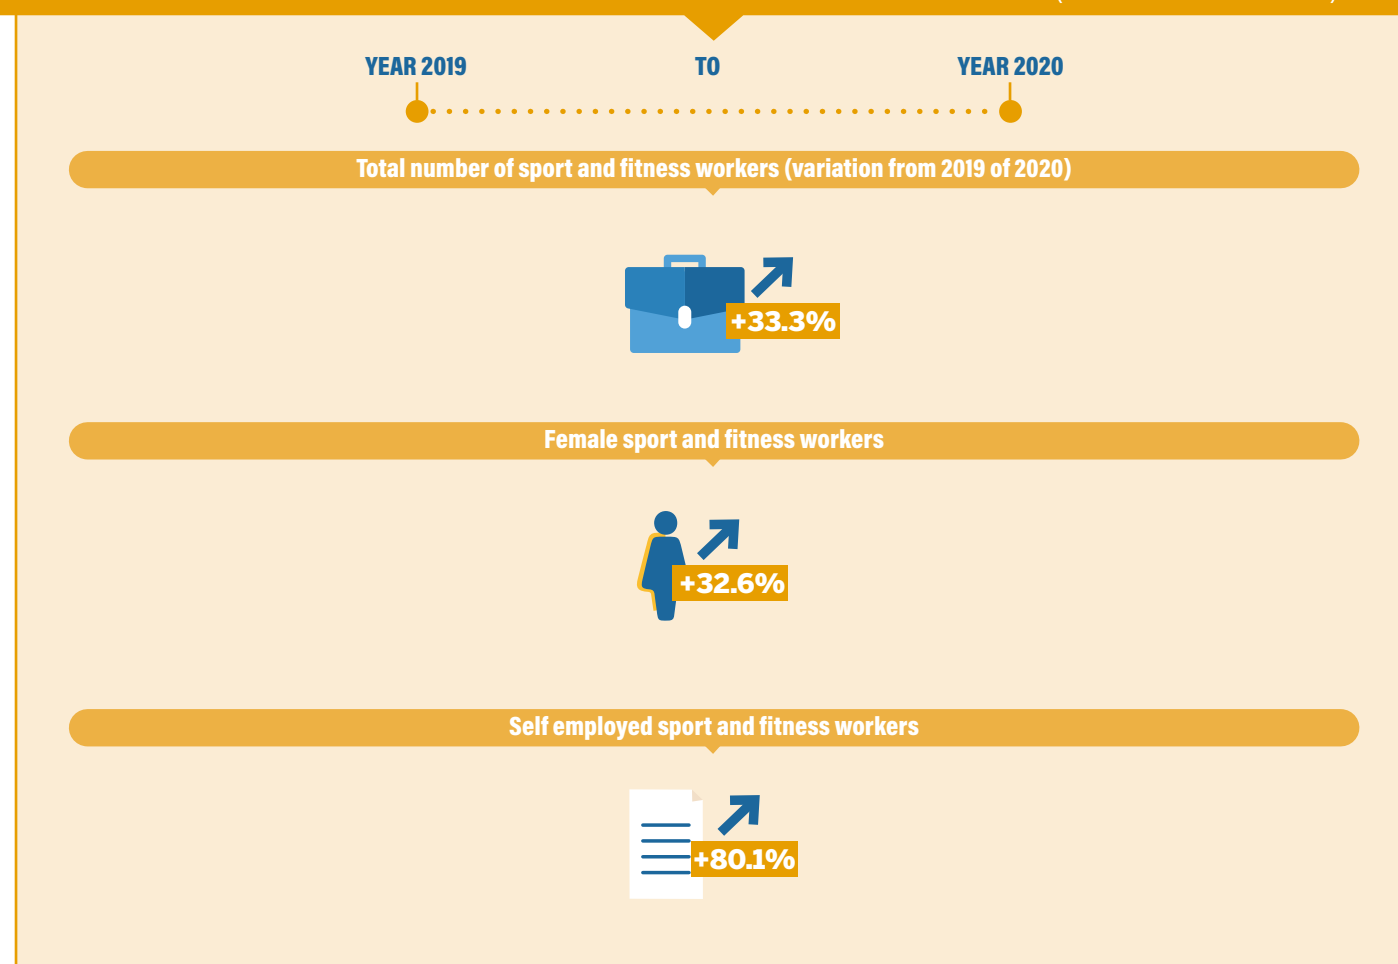 YEAR 2019 TO YEAR 2020
Total number of sport and fitness workers (variation from 2019 of 2020)
+33.3%
Female sport and fitness workers
+32.6%
Self employed sport and fitness workers
+80.1%